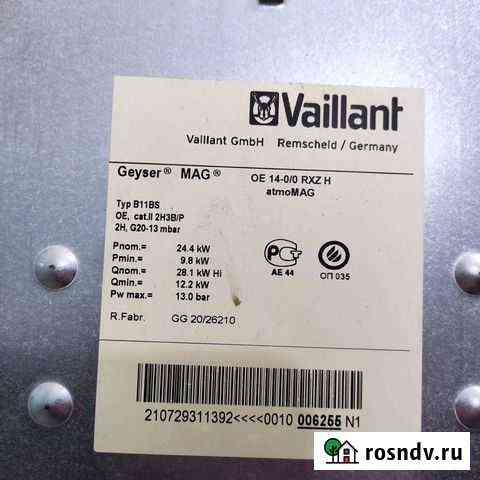 Vaillant
Vaillant GmbH Remscheid / Germany
Geyser® MAG® OE 14-0/0 RXZ H
atmoMAG
Typ B11BS
OE, cat.II 2H3B/P
2H, G20-13 mbar
Pnom.= 24.4 kW
Pmin.= 9.8 kW
Qnom.= 28.1 kW Hi
Qmin.= 12.2 kW
Pw max.= 13.0 bar
АЕ 44
ОП 035
R.Fabr. GG 20/26210
210729311392<<<<0010 006255 N1
rosndv.ru